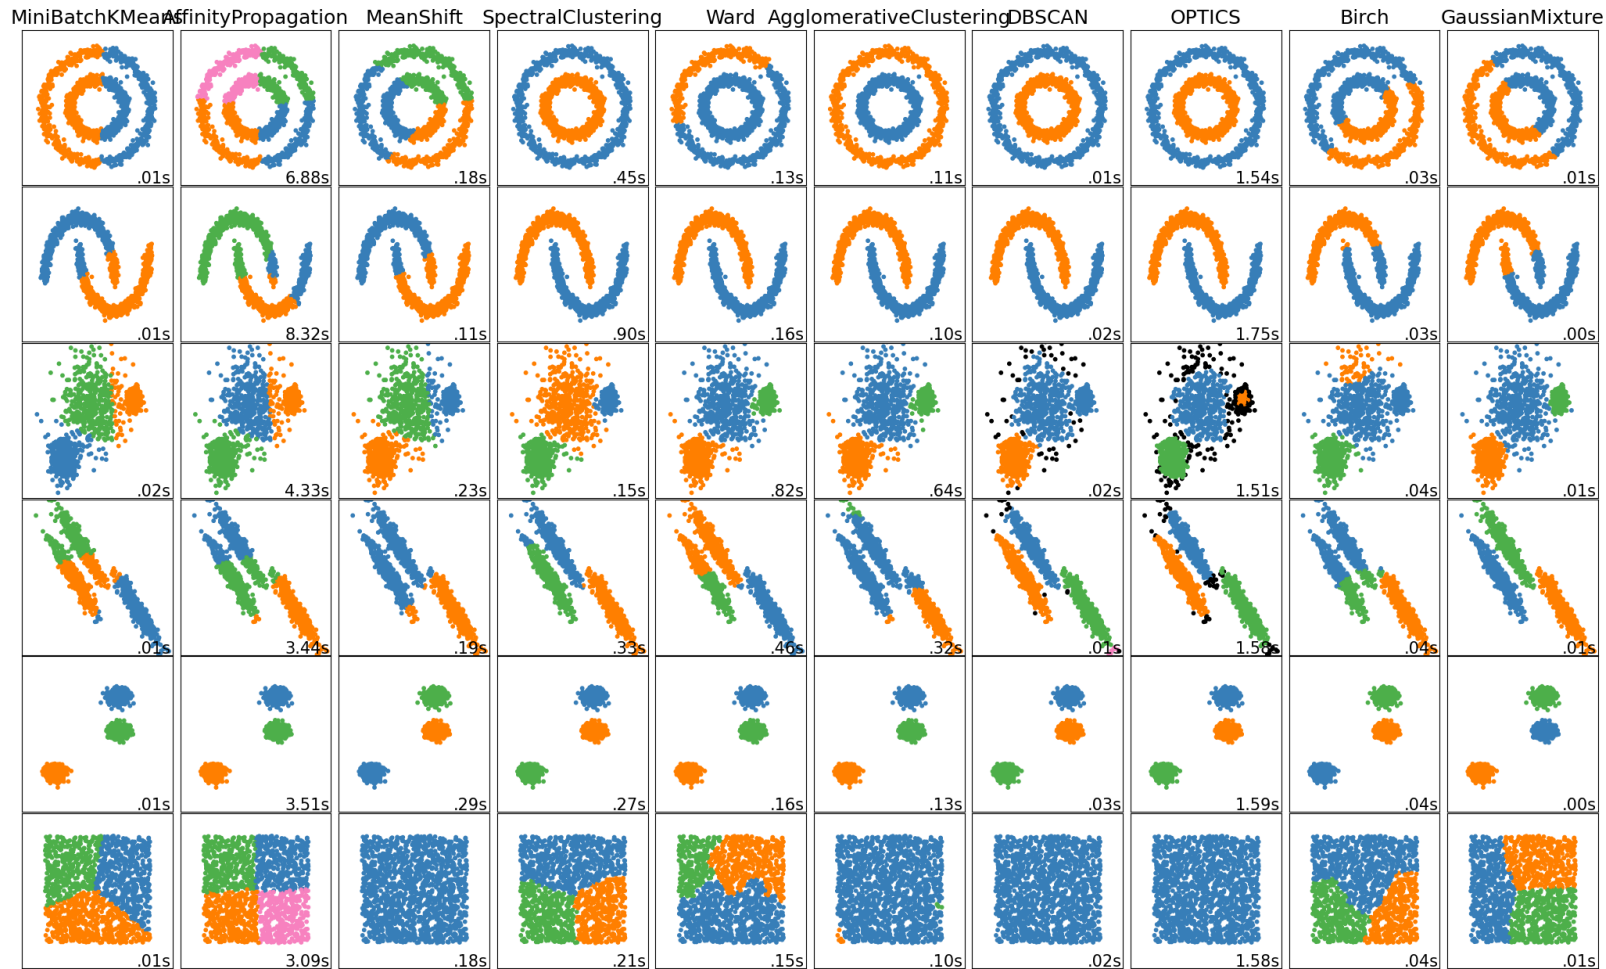 MiniBatchKMeans AffinityPropagation MeanShift SpectralClustering Ward AgglomerativeClustering DBSCAN OPTICS Birch GaussianMixture
.01s 6.88s .18s .45s .13s .11s .01s 1.54s .03s .01s
.01s 8.32s .11s .90s .16s .10s .02s 1.75s .03s .00s
.02s 4.33s .23s .15s .82s .64s .02s 1.51s .04s .01s
.01s 3.44s .19s .33s .46s .32s .01s 1.58s .04s .01s
.01s 3.51s .29s .27s .16s .13s .03s 1.59s .04s .00s
.01s 3.09s .18s .21s .15s .10s .02s 1.58s .04s .01s